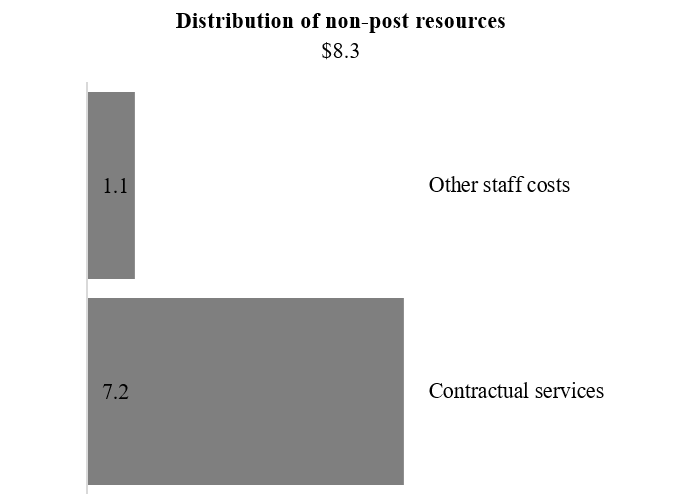 Distribution of non-post resources
$8.3
1.1 Other staff costs
7.2 Contractual services